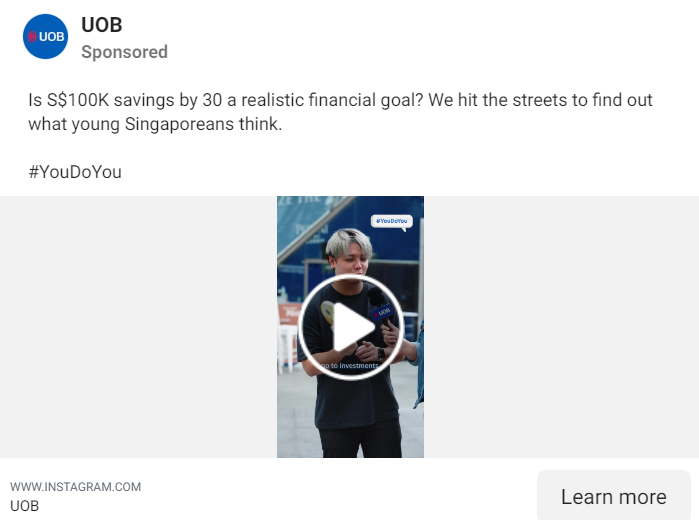 UOB
UOB
Sponsored
Is S$100K savings by 30 a realistic financial goal? We hit the streets to find out
what young Singaporeans think.
#YouDoYou
#YouDoYou
UOB
go to investments
WWW.INSTAGRAM.COM
UOB
Learn more